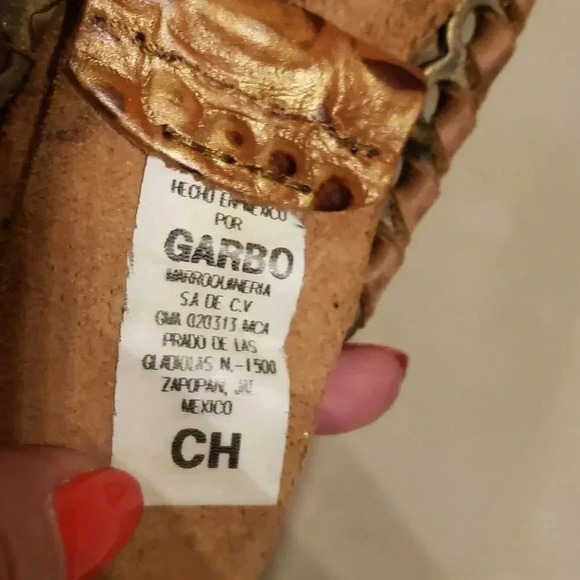 HECHO EN MEXICO
POR
GARBO
MARROQUINERIA
S.A DE C.V
GMA 020313 MCA
PRADO DE LAS
GLADIOLAS N.-1500
ZAPOPAN, JAL
MEXICO
CH